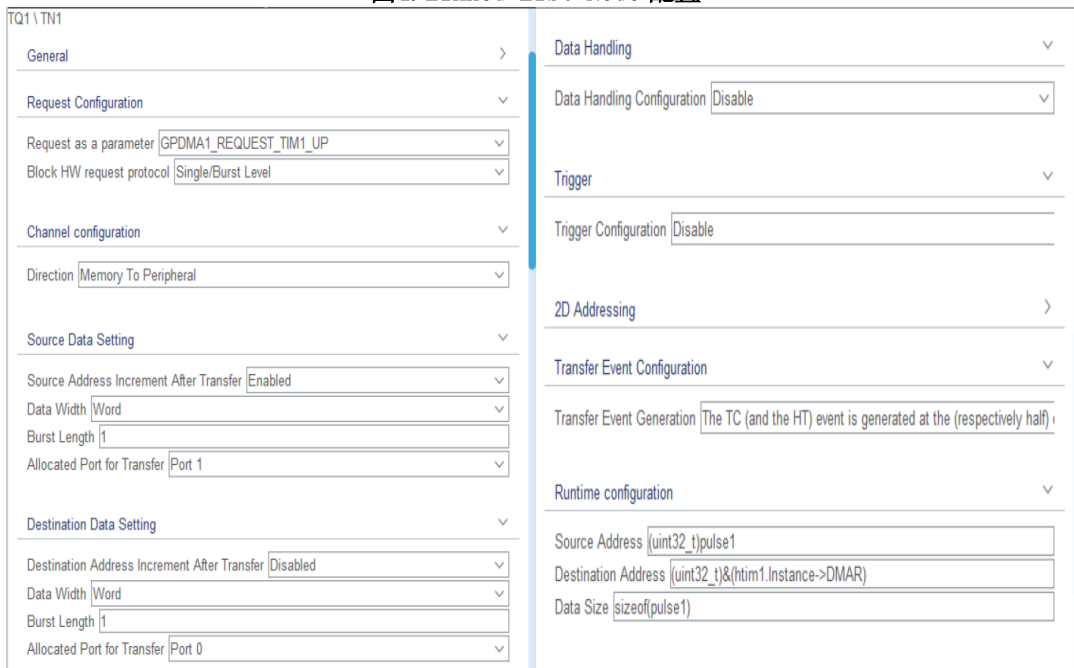 TQ1 \ TN1
General
Request Configuration
Request as a parameter GPDMA1_REQUEST_TIM1_UP
Block HW request protocol Single/Burst Level
Channel configuration
Direction Memory To Peripheral
Source Data Setting
Source Address Increment After Transfer Enabled
Data Width Word
Burst Length 1
Allocated Port for Transfer Port 1
Destination Data Setting
Destination Address Increment After Transfer Disabled
Data Width Word
Burst Length 1
Allocated Port for Transfer Port 0
Data Handling
Data Handling Configuration Disable
Trigger
Trigger Configuration Disable
2D Addressing
Transfer Event Configuration
Transfer Event Generation The TC (and the HT) event is generated at the (respectively half)
Runtime configuration
Source Address (uint32_t)pulse1
Destination Address (uint32_t)&(htim1.Instance->DMAR)
Data Size sizeof(pulse1)